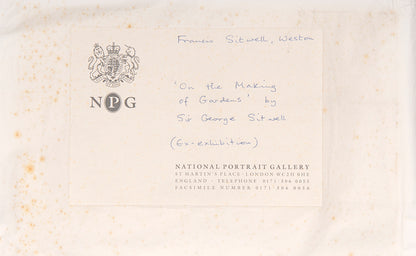 Francis Sitwell, Weston
'On the Making
of Gardens' by
Sir George Sitwell
(Ex-exhibition)
NPG
NATIONAL PORTRAIT GALLERY
ST MARTIN'S PLACE · LONDON WC2H 0HE
ENGLAND · TELEPHONE 0171-306 0055
FACSIMILE NUMBER 0171-306 0056